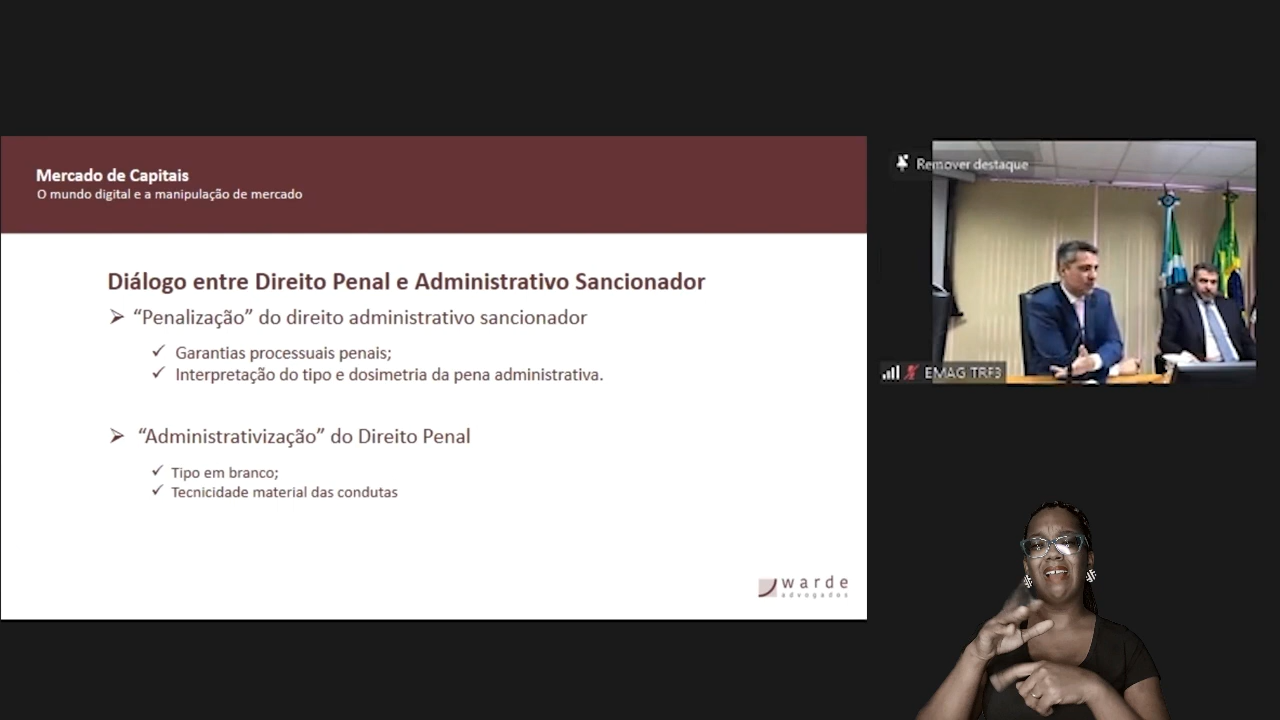 Mercado de Capitais
O mundo digital e a manipulação de mercado
Diálogo entre Direito Penal e Administrativo Sancionador
“Penalização” do direito administrativo sancionador
Garantias processuais penais;
Interpretação do tipo e dosimetria da pena administrativa.
“Administrativização” do Direito Penal
Tipo em branco;
Tecnicidade material das condutas
warde
advogados
Remover destaque
EMAG TRF3